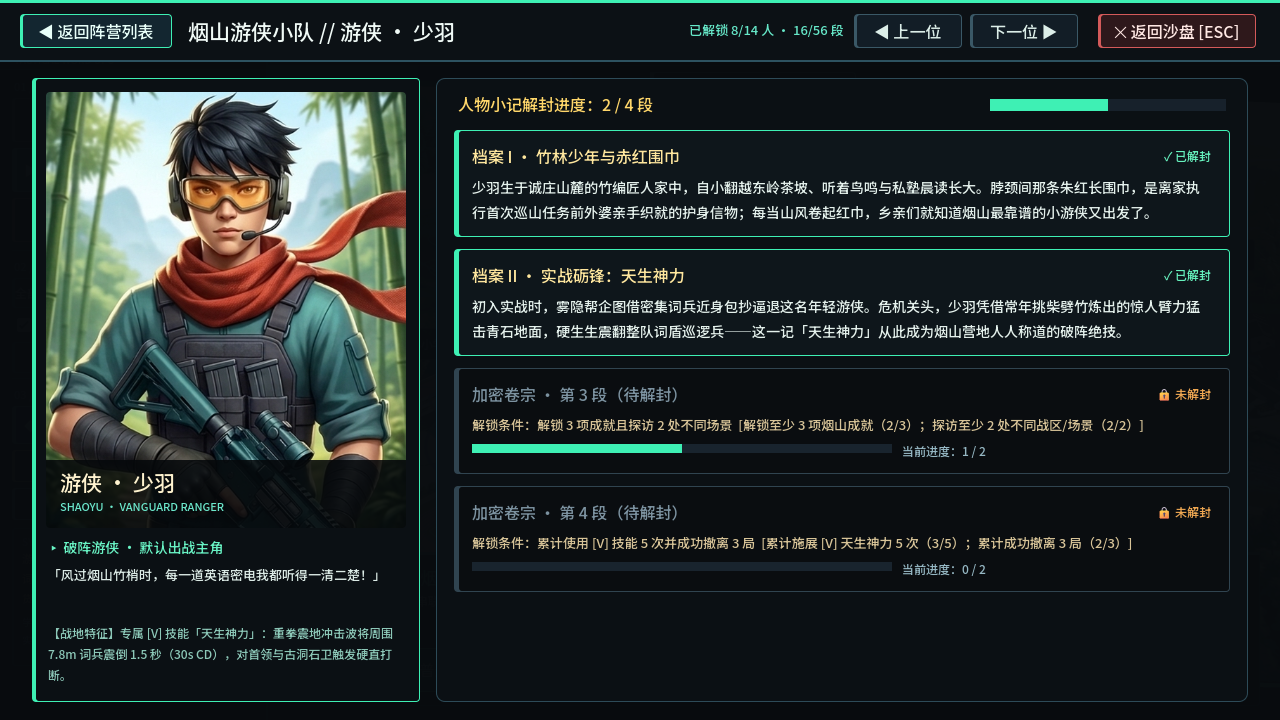 ◀ 返回阵营列表
烟山游侠小队 // 游侠 · 少羽
已解锁 8/14 人 · 16/56 段
◀ 上一位
下一位 ▶
✕ 返回沙盘 [ESC]
游侠 · 少羽
SHAOYU · VANGUARD RANGER
▸ 破阵游侠 · 默认出战主角
「风过烟山竹梢时，每一道英语密电我都听得一清二楚！」
【战地特征】专属 [V] 技能「天生神力」：重拳震地冲击波将周围
7.8m 词兵震倒 1.5 秒（30s CD），对首领与古洞石卫触发硬直打
断。
人物小记解封进度：2 / 4 段
档案 I · 竹林少年与赤红围巾
✓ 已解封
少羽生于诚庄山麓的竹编匠人家中，自小翻越东岭茶坡、听着鸟鸣与私塾晨读长大。脖颈间那条朱红长围巾，是离家执
行首次巡山任务前外婆亲手织就的护身信物；每当山风卷起红巾，乡亲们就知道烟山最靠谱的小游侠又出发了。
档案 II · 实战砺锋：天生神力
✓ 已解封
初入实战时，雾隐帮企图借密集词兵近身包抄逼退这名年轻游侠。危机关头，少羽凭借常年挑柴劈竹炼出的惊人臂力猛
击青石地面，硬生生震翻整队词盾巡逻兵——这一记「天生神力」从此成为烟山营地人人称道的破阵绝技。
加密卷宗 · 第 3 段（待解封）
🔒 未解封
解锁条件：解锁 3 项成就且探访 2 处不同场景［解锁至少 3 项烟山成就（2/3）；探访至少 2 处不同战区/场景（2/2）］
当前进度：1 / 2
加密卷宗 · 第 4 段（待解封）
🔒 未解封
解锁条件：累计使用 [V] 技能 5 次并成功撤离 3 局［累计施展 [V] 天生神力 5 次（3/5）；累计成功撤离 3 局（2/3）］
当前进度：0 / 2